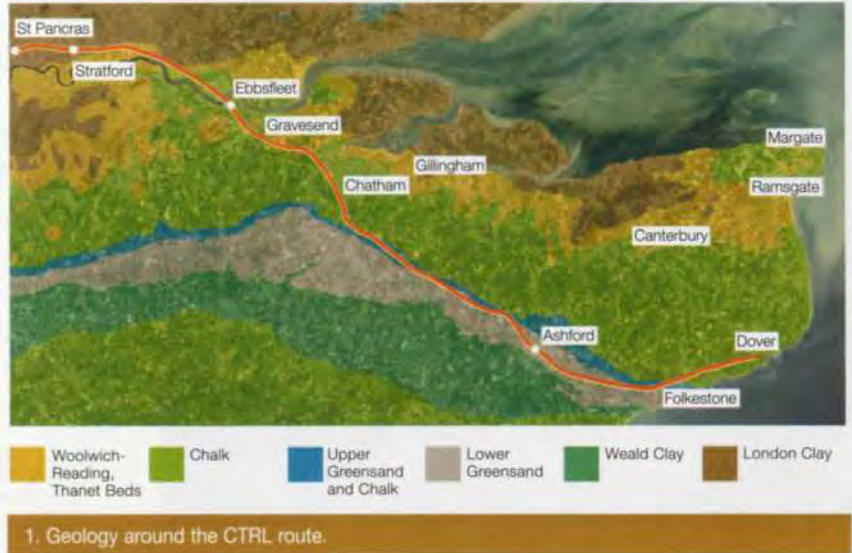 St Pancras
Stratford
Ebbsfleet
Gravesend
Margate
Gillingham
Chatham
Ramsgate
Canterbury
Ashford
Dover
Folkestone
Woolwich-
Reading,
Thanet Beds
Chalk
Upper
Greensand
and Chalk
Lower
Greensand
Weald Clay
London Clay
1. Geology around the CTRL route.